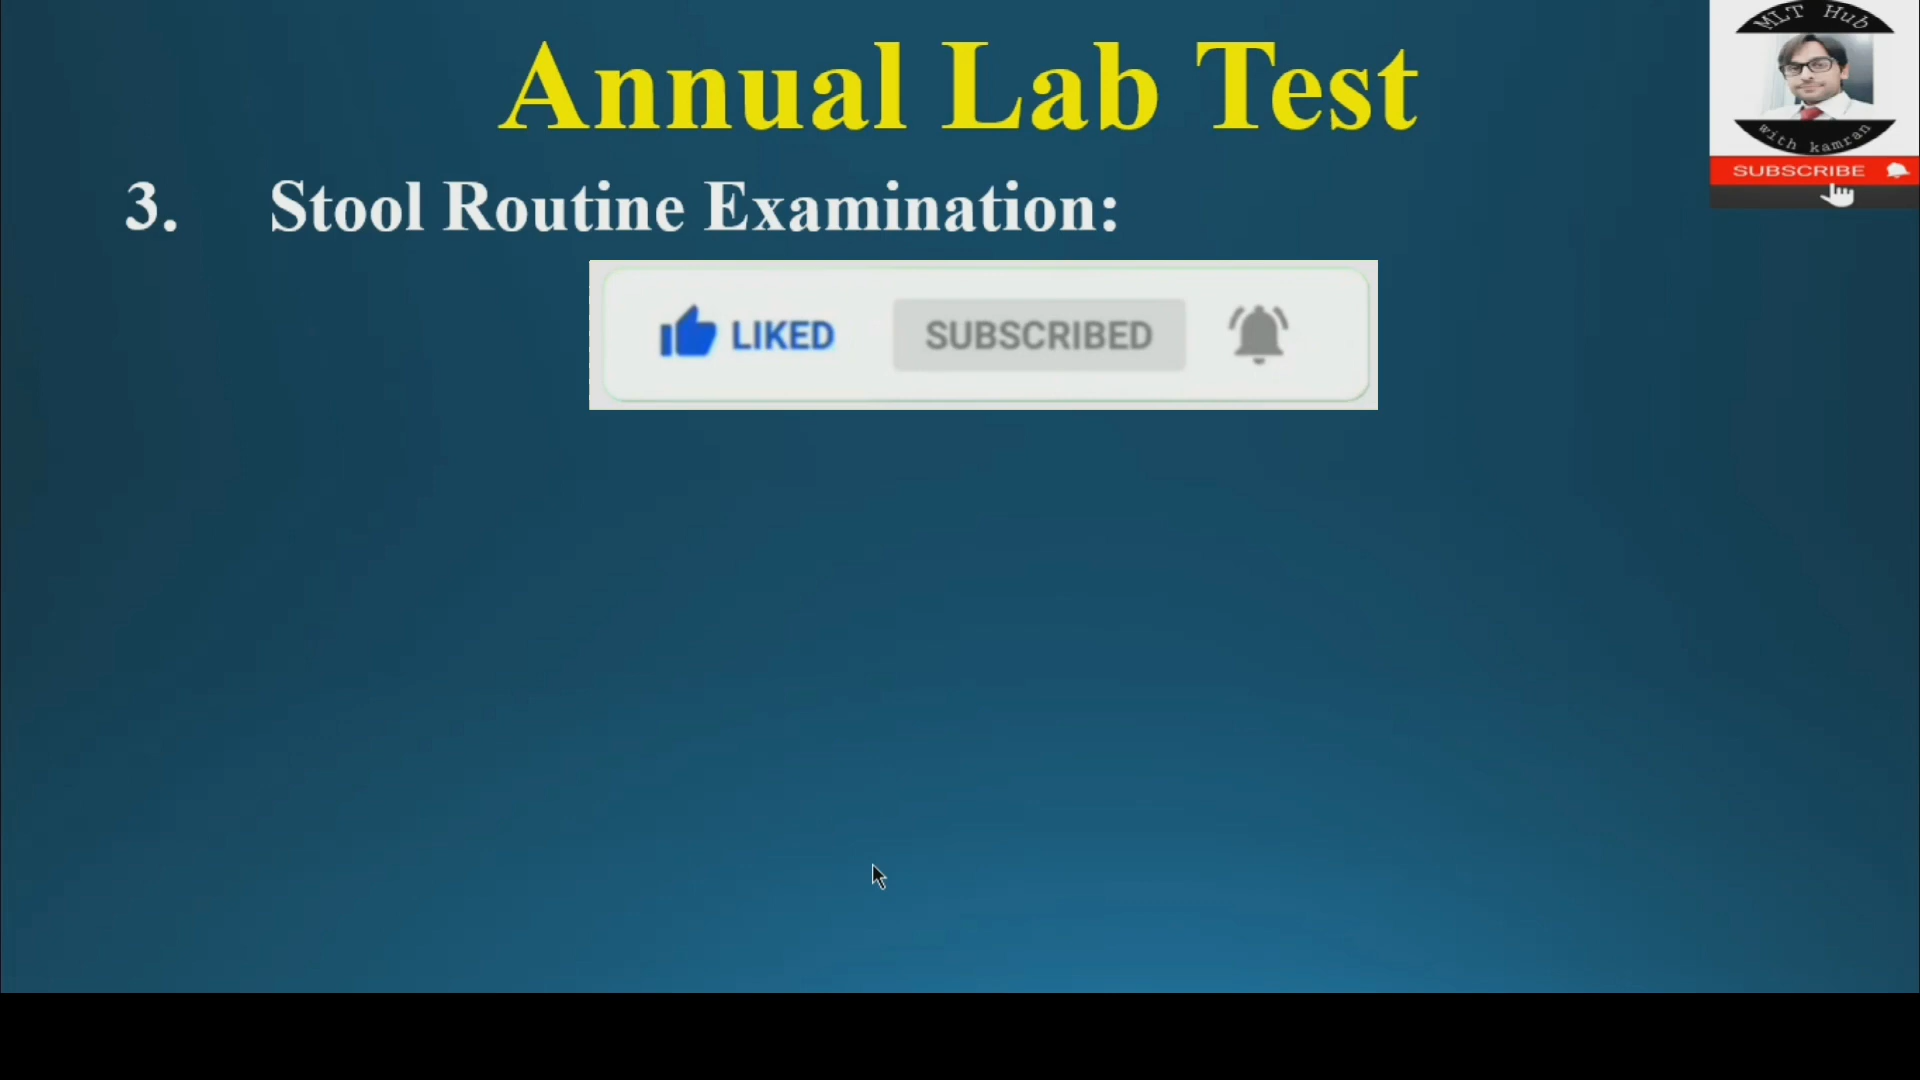 Annual Lab Test
MLT Hub
with kamran
SUBSCRIBE
3. Stool Routine Examination:
LIKED SUBSCRIBED